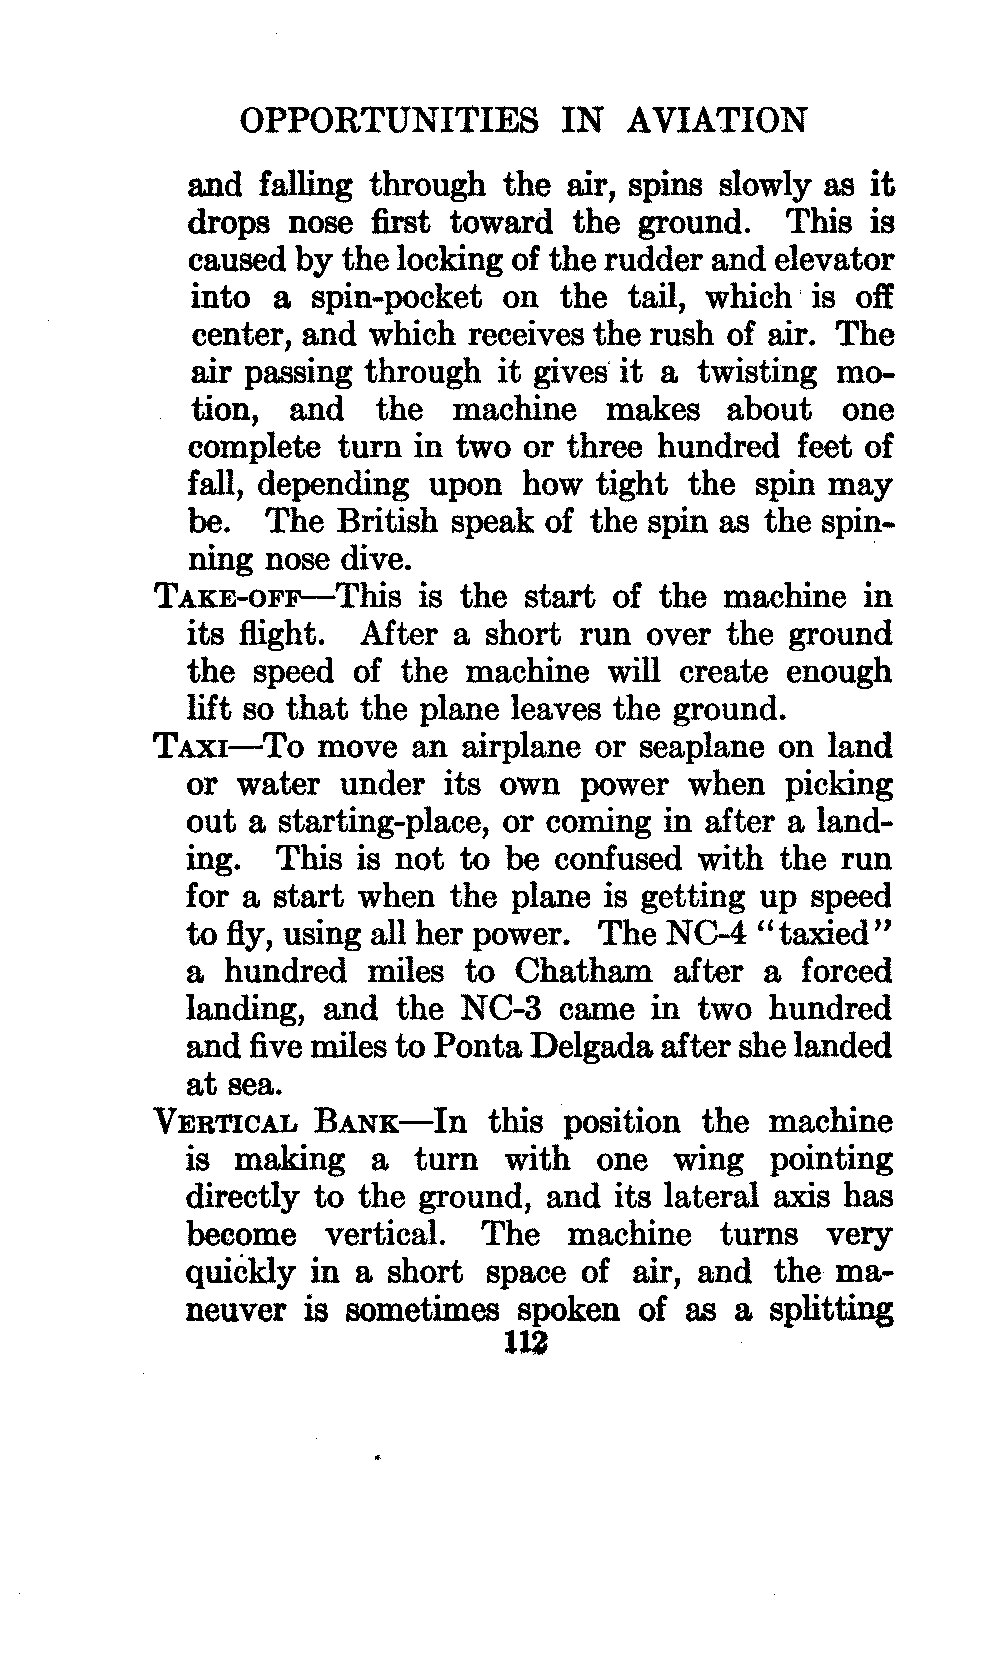 OPPORTUNITIES IN AVIATION
and falling through the air, spins slowly as it
drops nose first toward the ground. This is
caused by the locking of the rudder and elevator
into a spin-pocket on the tail, which is off
center, and which receives the rush of air. The
air passing through it gives it a twisting mo-
tion, and the machine makes about one
complete turn in two or three hundred feet of
fall, depending upon how tight the spin may
be. The British speak of the spin as the spin-
ning nose dive.
TAKE-OFF—This is the start of the machine in
its flight. After a short run over the ground
the speed of the machine will create enough
lift so that the plane leaves the ground.
TAXI—To move an airplane or seaplane on land
or water under its own power when picking
out a starting-place, or coming in after a land-
ing. This is not to be confused with the run
for a start when the plane is getting up speed
to fly, using all her power. The NC-4 “taxied”
a hundred miles to Chatham after a forced
landing, and the NC-3 came in two hundred
and five miles to Ponta Delgada after she landed
at sea.
VERTICAL BANK—In this position the machine
is making a turn with one wing pointing
directly to the ground, and its lateral axis has
become vertical. The machine turns very
quickly in a short space of air, and the ma-
neuver is sometimes spoken of as a splitting
112